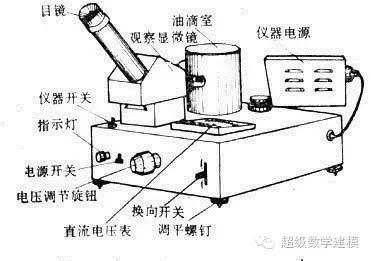 目镜
油滴室
仪器电源
观察显微镜
仪器开关
指示灯
电源开关
电压调节旋钮
换向开关
直流电压表
调平螺钉
超级数学建模